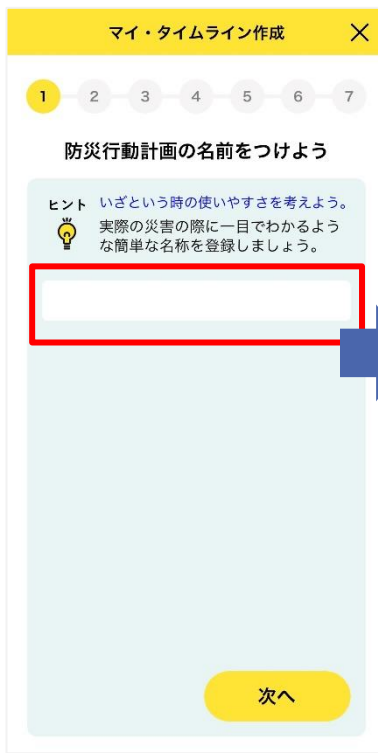 マイ・タイムライン作成
1 2 3 4 5 6 7
防災行動計画の名前をつけよう
ヒント いざという時の使いやすさを考えよう。
実際の災害の際に一目でわかるよう
な簡単な名称を登録しましょう。
次へ